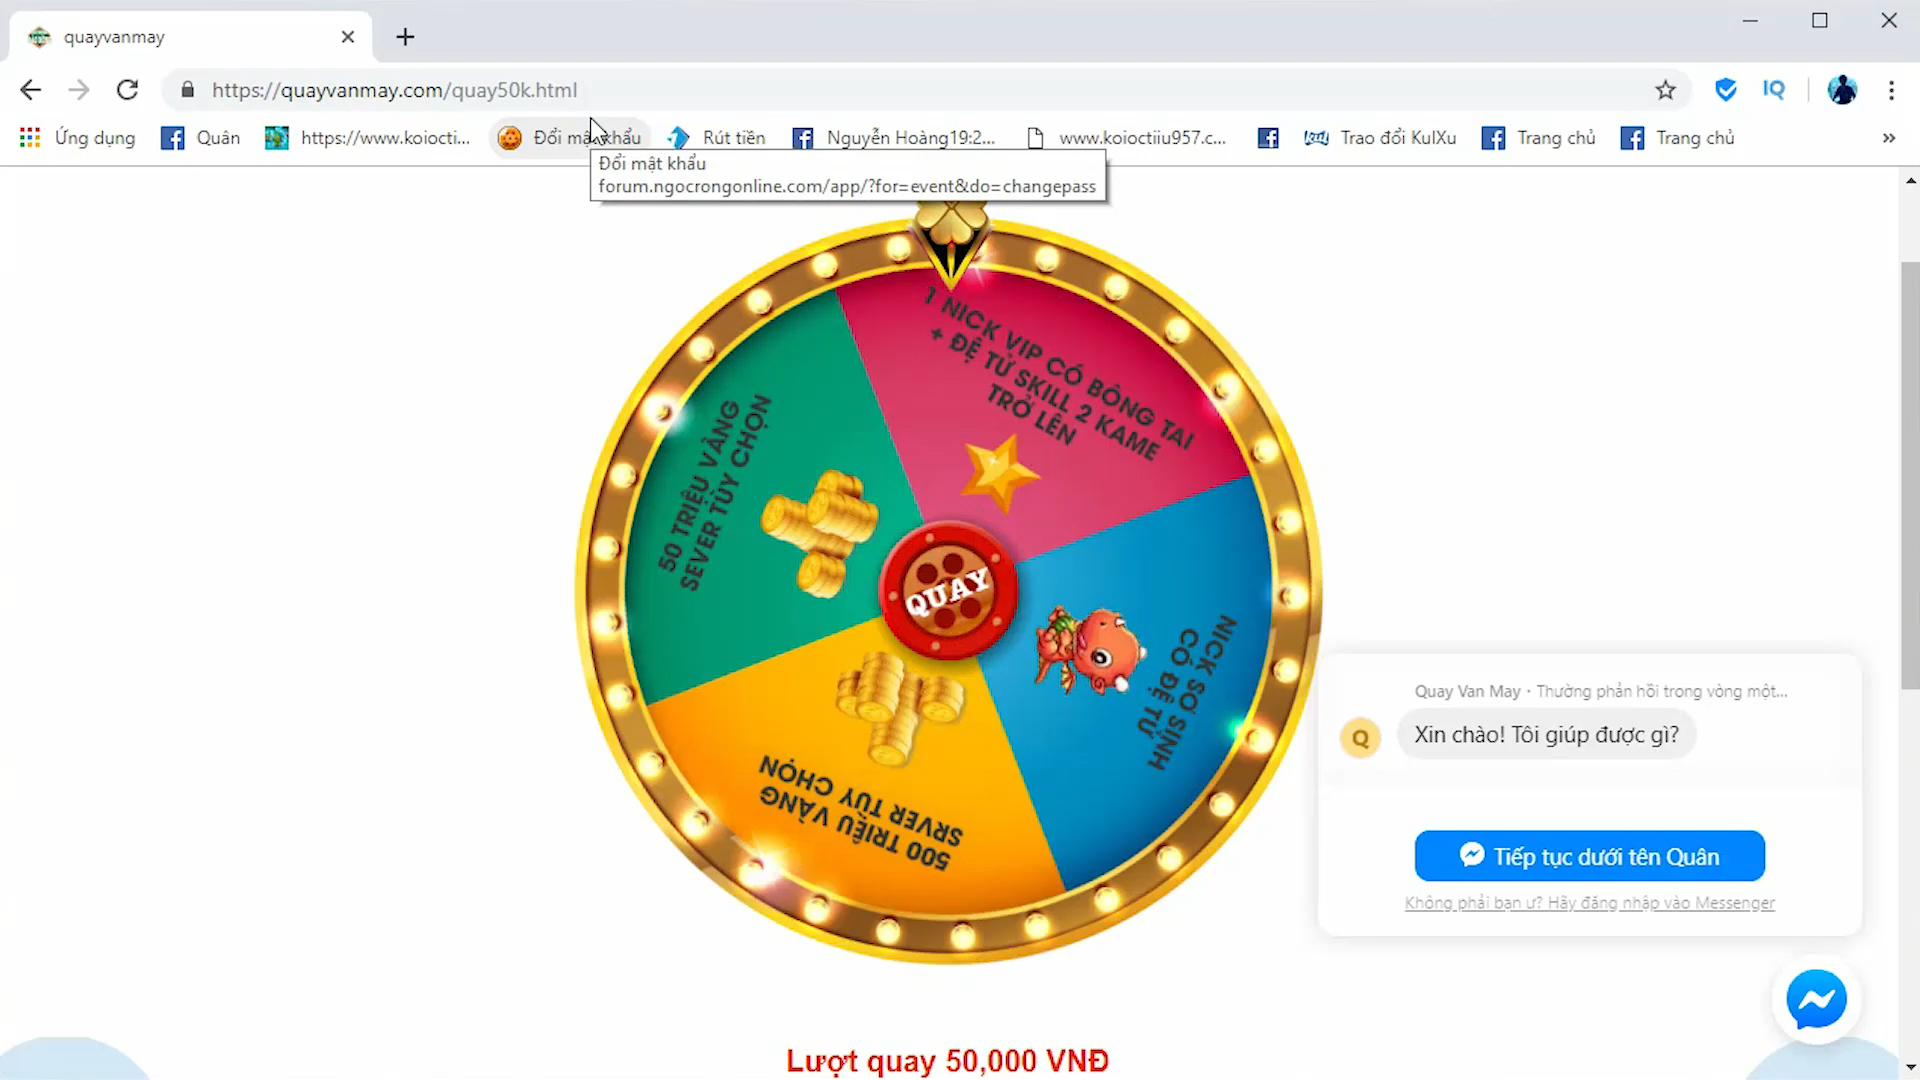 quayvanmay
https://quayvanmay.com/quay50k.html
IQ
Ứng dụng
Quân
https://www.koiocti...
Đổi mật khẩu
Rút tiền
Nguyễn Hoàng19:2...
www.koioctiiu957.c...
Trao đổi KulXu
Trang chủ
Trang chủ
»
Đổi mật khẩu
forum.ngocrongonline.com/app/?for=event&do=changepass
1 NICK VIP CÓ BÔNG TAI
+ ĐỆ TỬ SKILL 2 KAME
TRỞ LÊN
50 TRIỆU VÀNG
SEVER TÙY CHỌN
QUAY
NICK SƠ SINH
CÓ ĐỆ TỬ
500 TRIỆU VÀNG
SRVER TÙY CHỌN
Quay Van May · Thường phản hồi trong vòng một...
Q
Xin chào! Tôi giúp được gì?
Tiếp tục dưới tên Quân
Không phải bạn ư? Hãy đăng nhập vào Messenger
Lượt quay 50,000 VNĐ